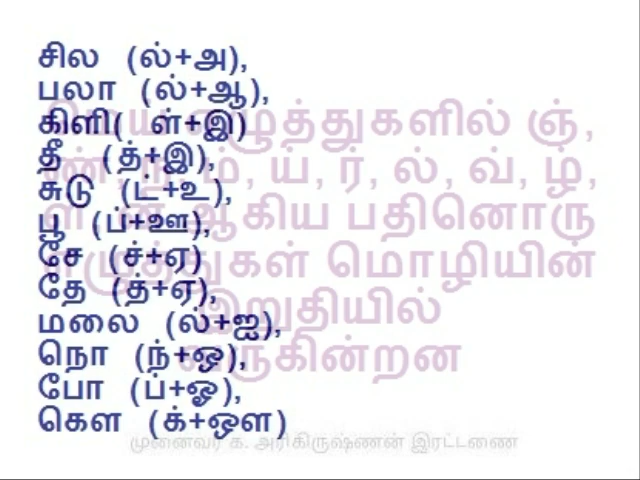 சில (ல்+அ),
பலா (ல்+ஆ),
கிளி( ள்+இ)
தீ (த்+இ),
சுடு (ட்+உ),
பூ (ப்+ஊ),
சே (ச்+ஏ)
தே (த்+ஏ),
மலை (ல்+ஐ),
நொ (ந்+ஒ),
போ (ப்+ஓ),
கௌ (க்+ஔ)
எழுத்துகளில் ஞ்,
ம், ய், ர், ல், வ், ழ்,
ஆகிய பதினொரு
எழுத்துகள் மொழியின்
இறுதியில்
வருகின்றன
முனைவர் க. அரிகிருஷ்ணன் இரட்டணை